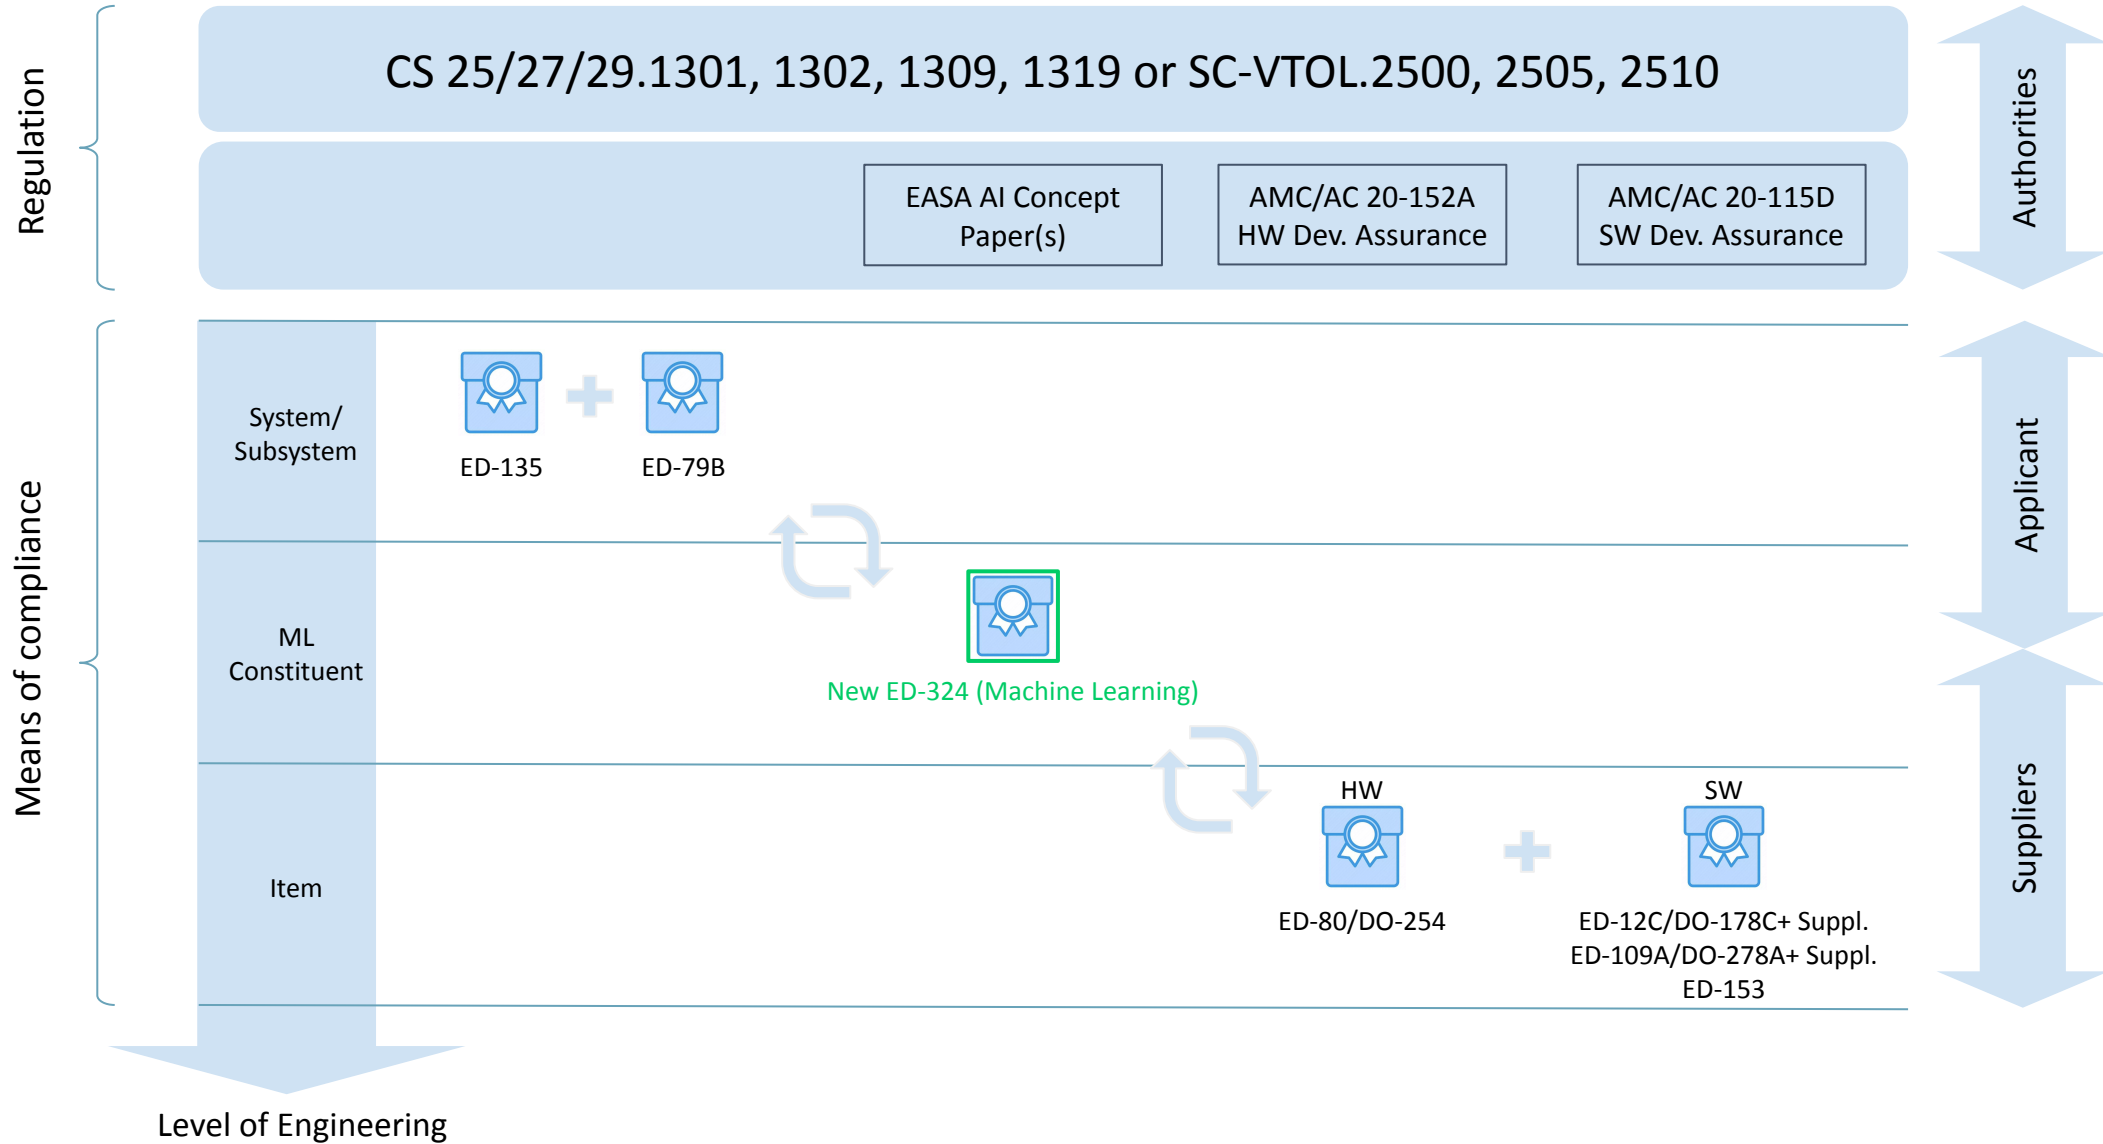 Regulation
CS 25/27/29.1301, 1302, 1309, 1319 or SC-VTOL.2500, 2505, 2510
EASA AI Concept
Paper(s)
AMC/AC 20-152A
HW Dev. Assurance
AMC/AC 20-115D
SW Dev. Assurance
Authorities
Means of compliance
System/
Subsystem
ED-135
ED-79B
Applicant
ML
Constituent
New ED-324 (Machine Learning)
Item
HW
ED-80/DO-254
SW
ED-12C/DO-178C+ Suppl.
ED-109A/DO-278A+ Suppl.
ED-153
Suppliers
Level of Engineering